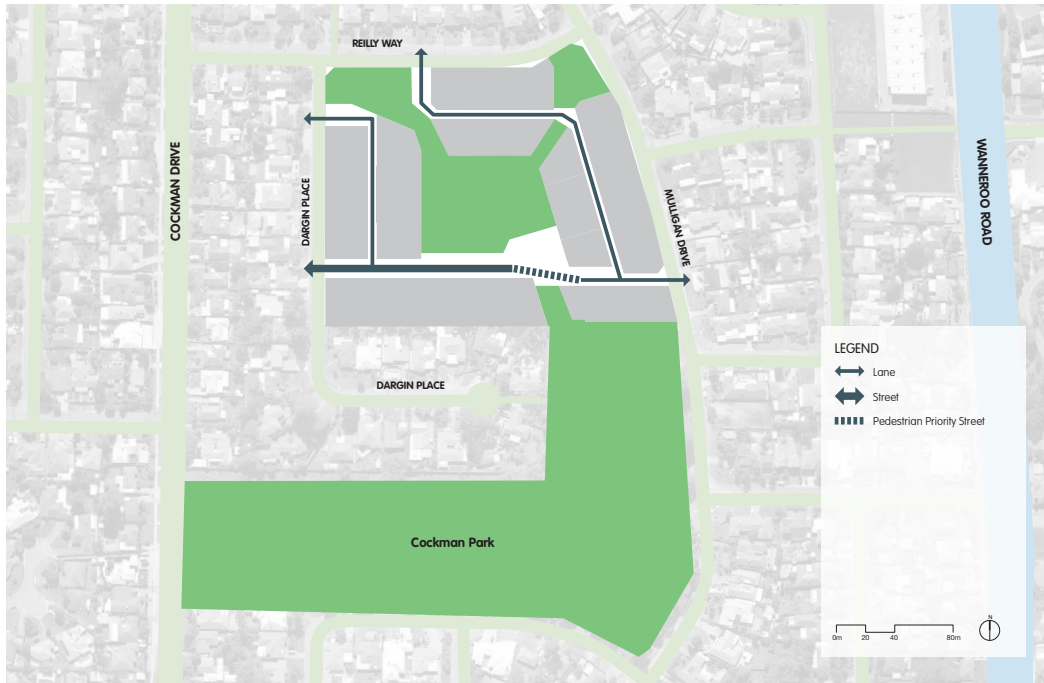 REILLY WAY
COCKMAN DRIVE
DARGIN PLACE
MULLIGAN DRIVE
WANNEROO ROAD
DARGIN PLACE
Cockman Park
LEGEND
Lane
Street
Pedestrian Priority Street
0m 20 40 80m
N